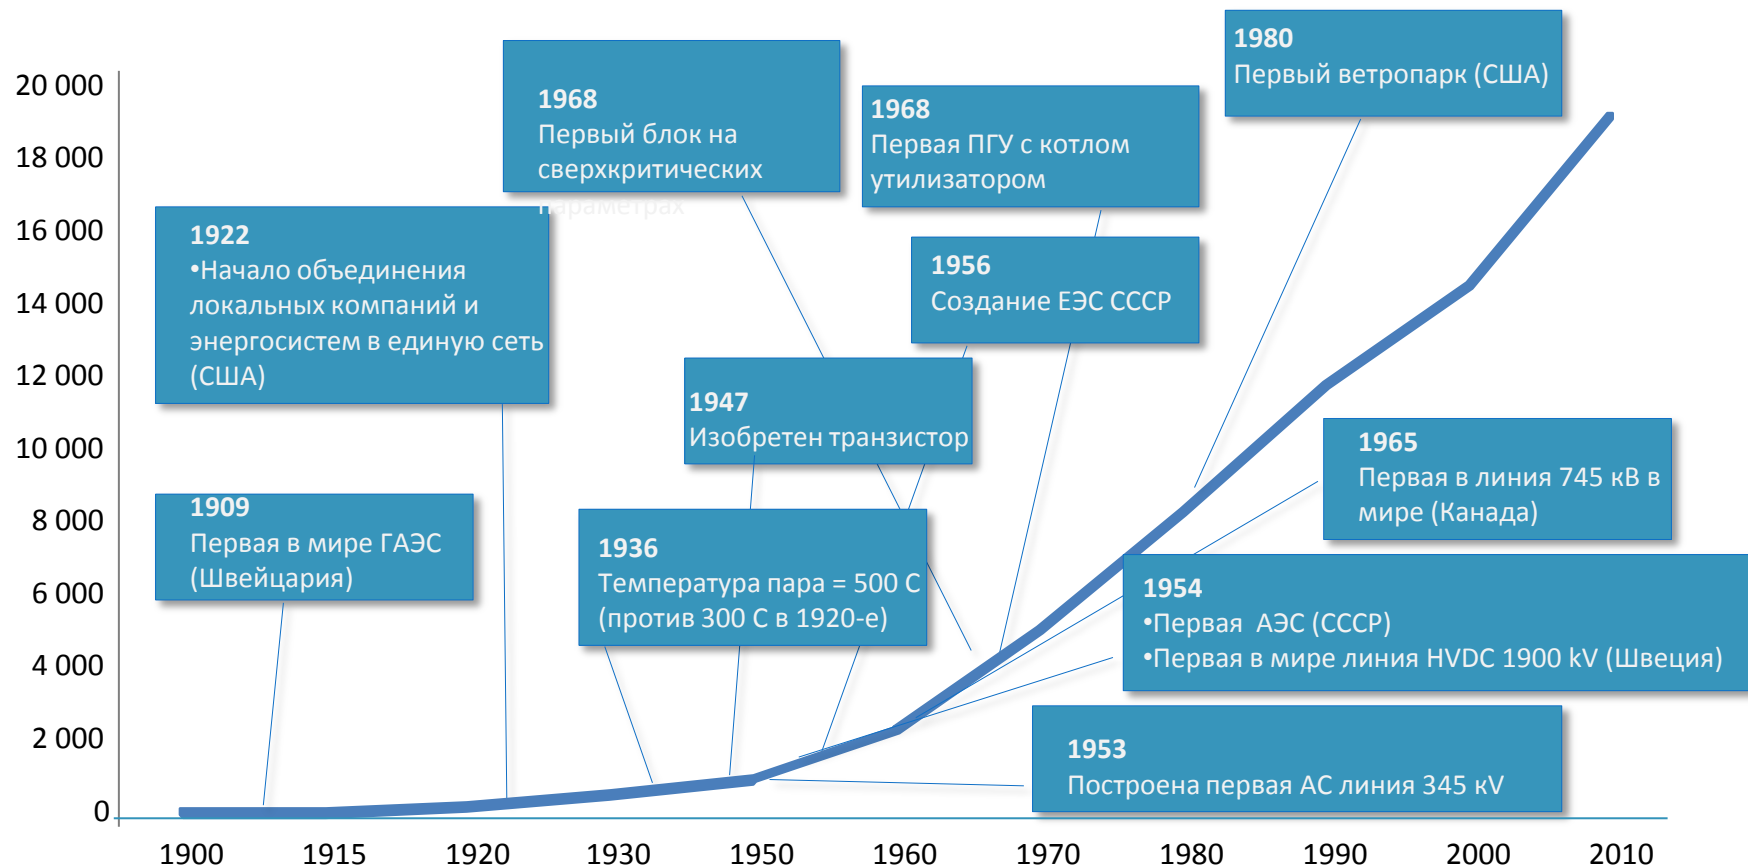 20 000
18 000
16 000
14 000
12 000
10 000
8 000
6 000
4 000
2 000
0
1900
1915
1920
1930
1950
1960
1970
1980
1990
2000
2010
1909
Первая в мире ГАЭС
(Швейцария)
1922
•Начало объединения
локальных компаний и
энергосистем в единую сеть
(США)
1968
Первый блок на
сверхкритических
параметрах
1947
Изобретен транзистор
1936
Температура пара = 500 С
(против 300 С в 1920-е)
1968
Первая ПГУ с котлом
утилизатором
1956
Создание ЕЭС СССР
1980
Первый ветропарк (США)
1965
Первая в линия 745 кВ в
мире (Канада)
1954
•Первая АЭС (СССР)
•Первая в мире линия HVDC 1900 kV (Швеция)
1953
Построена первая АС линия 345 kV